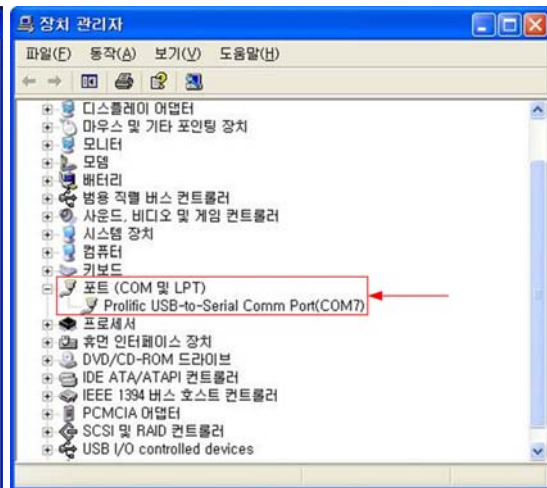 장치 관리자
파일(F) 동작(A) 보기(V) 도움말(H)
디스플레이 어댑터
마우스 및 기타 포인팅 장치
모니터
모뎀
배터리
범용 직렬 버스 컨트롤러
사운드, 비디오 및 게임 컨트롤러
시스템 장치
컴퓨터
키보드
포트 (COM 및 LPT)
Prolific USB-to-Serial Comm Port(COM7)
프로세서
휴먼 인터페이스 장치
DVD/CD-ROM 드라이브
IDE ATA/ATAPI 컨트롤러
IEEE 1394 버스 호스트 컨트롤러
PCMCIA 어댑터
SCSI 및 RAID 컨트롤러
USB I/O controlled devices